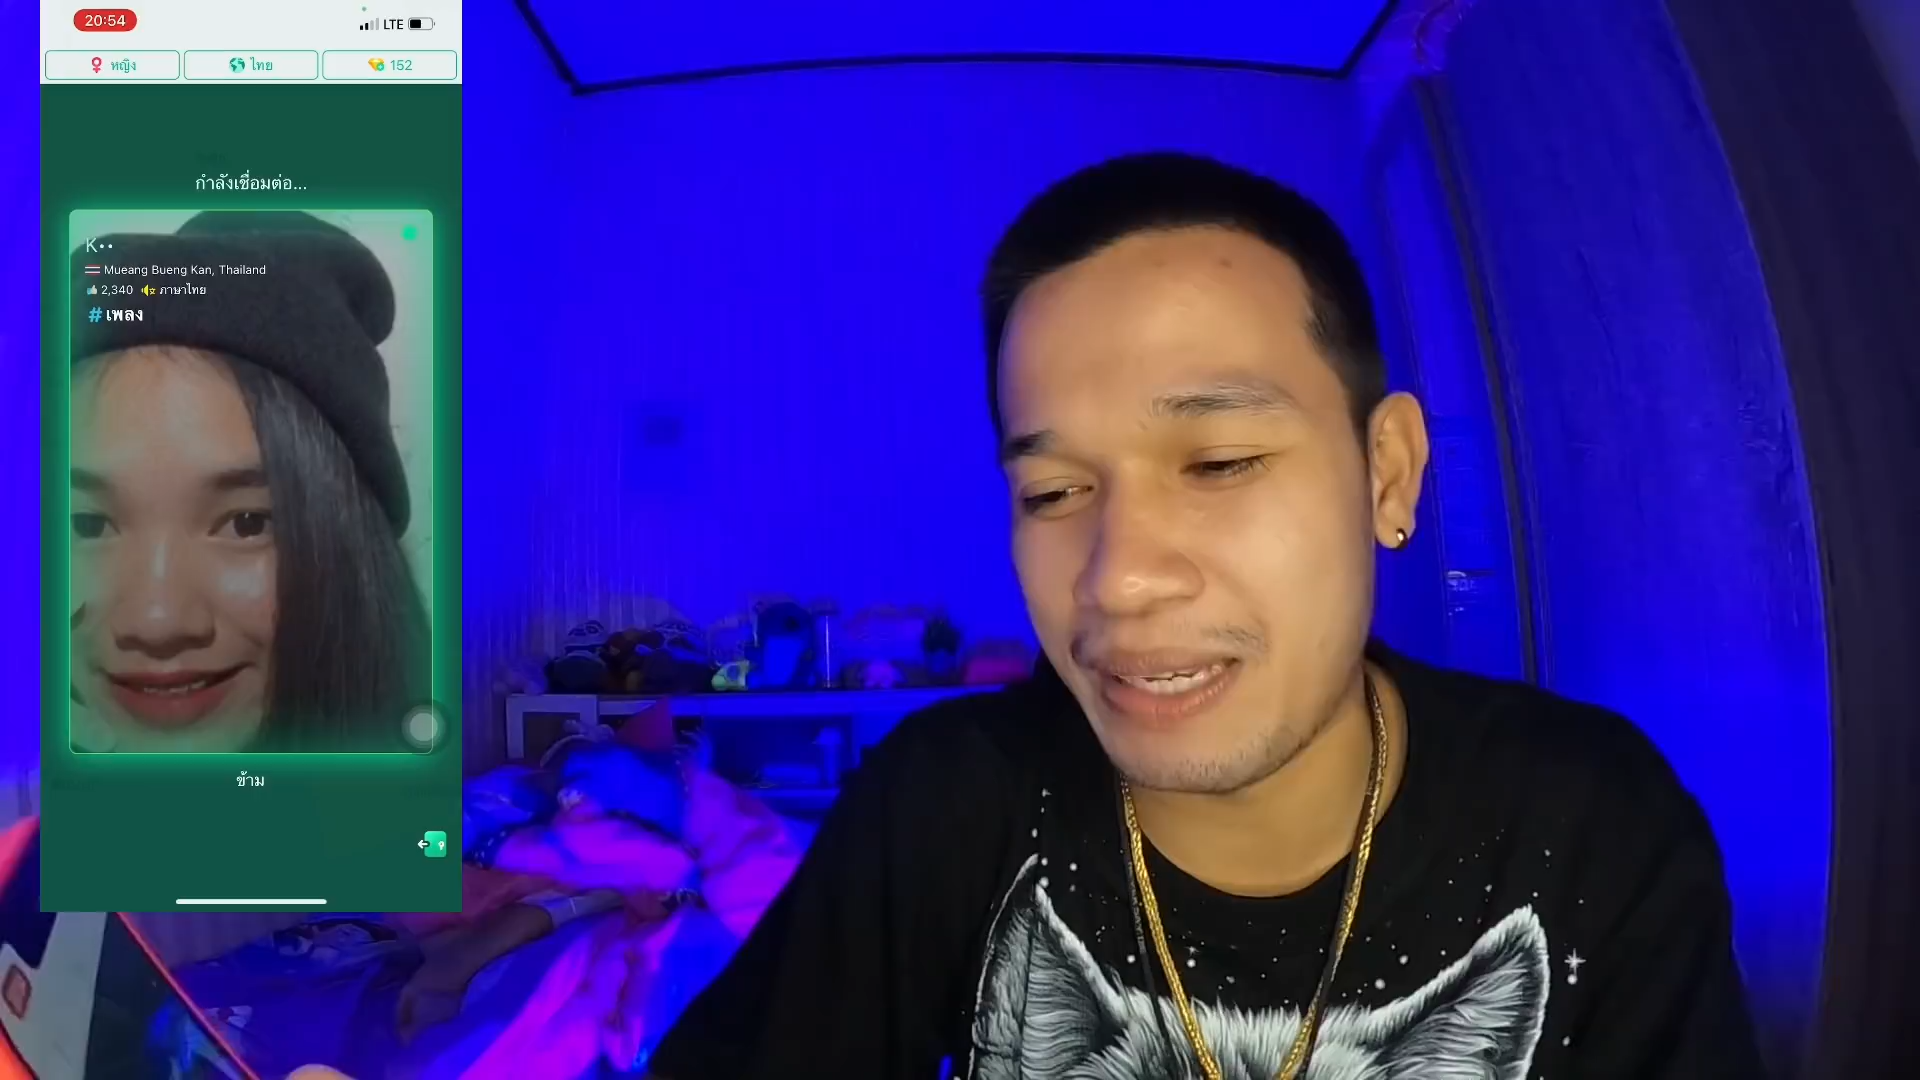 20:54
LTE
หญิง
ไทย
152
กำลังเชื่อมต่อ...
K••
Mueang Bueng Kan, Thailand
2,340 ภาษาไทย
#เพลง
ข้าม